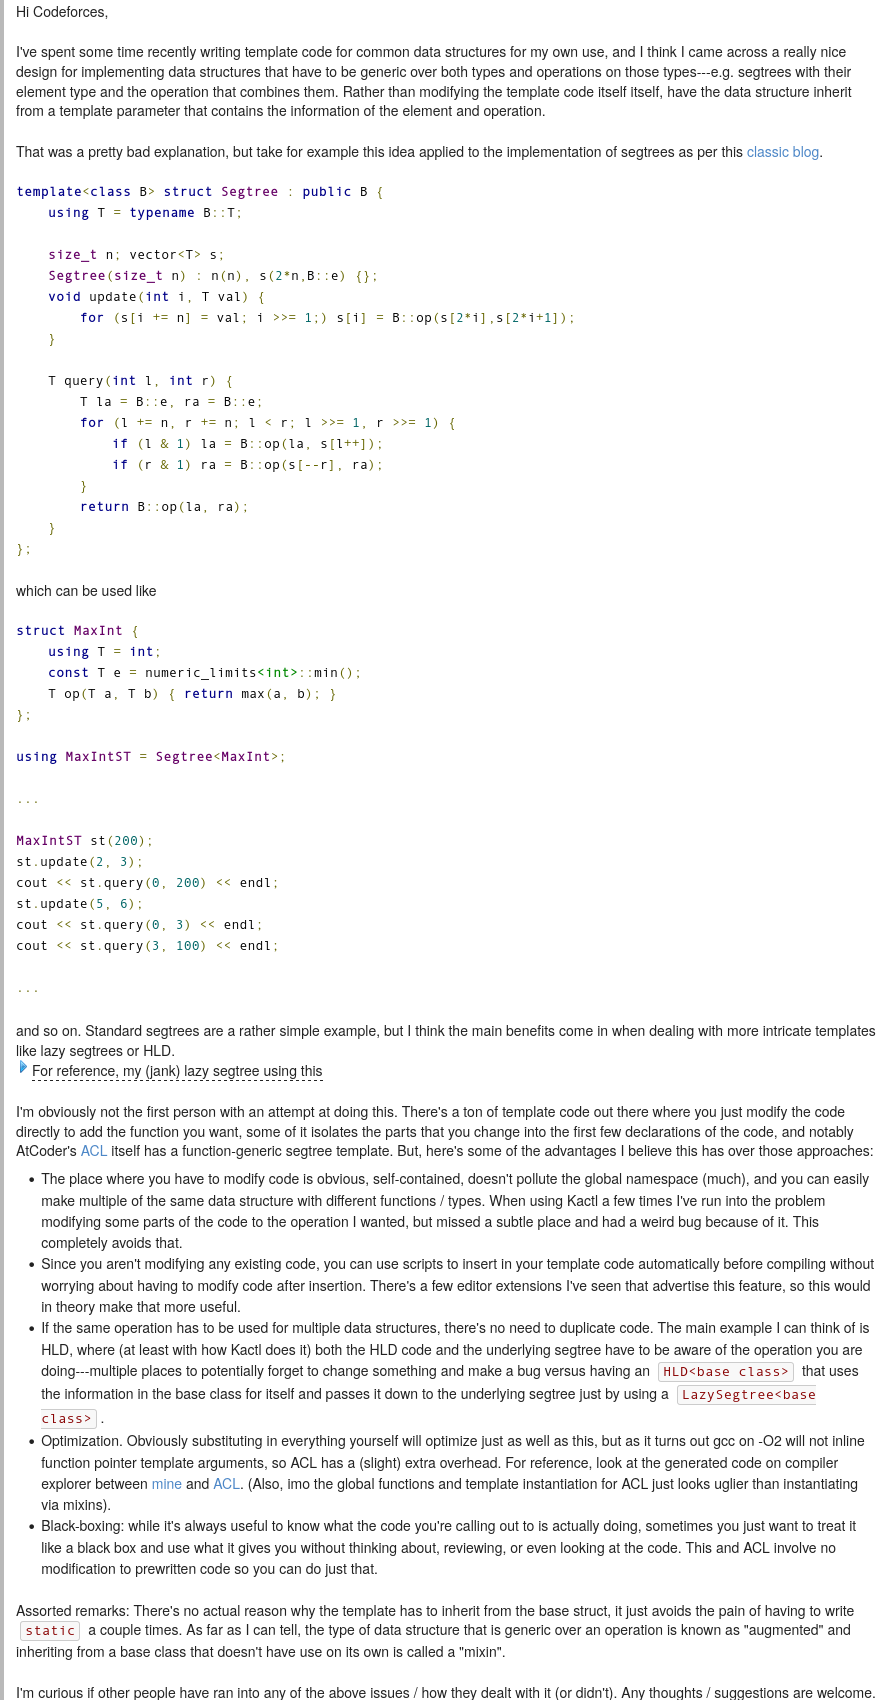 Hi Codeforces,
I've spent some time recently writing template code for common data structures for my own use, and I think I came across a really nice
design for implementing data structures that have to be generic over both types and operations on those types---e.g. segtrees with their
element type and the operation that combines them. Rather than modifying the template code itself itself, have the data structure inherit
from a template parameter that contains the information of the element and operation.
That was a pretty bad explanation, but take for example this idea applied to the implementation of segtrees as per this classic blog.
template<class B> struct Segtree : public B {
    using T = typename B::T;
    size_t n; vector<T> s;
    Segtree(size_t n) : n(n), s(2*n,B::e) {};
    void update(int i, T val) {
        for (s[i += n] = val; i >>= 1;) s[i] = B::op(s[2*i],s[2*i+1]);
    }
    T query(int l, int r) {
        T la = B::e, ra = B::e;
        for (l += n, r += n; l < r; l >>= 1, r >>= 1) {
            if (l & 1) la = B::op(la, s[l++]);
            if (r & 1) ra = B::op(s[--r], ra);
        }
        return B::op(la, ra);
    }
};
which can be used like
struct MaxInt {
    using T = int;
    const T e = numeric_limits<int>::min();
    T op(T a, T b) { return max(a, b); }
};
using MaxIntST = Segtree<MaxInt>;
...
MaxIntST st(200);
st.update(2, 3);
cout << st.query(0, 200) << endl;
st.update(5, 6);
cout << st.query(0, 3) << endl;
cout << st.query(3, 100) << endl;
...
and so on. Standard segtrees are a rather simple example, but I think the main benefits come in when dealing with more intricate templates
like lazy segtrees or HLD.
For reference, my (jank) lazy segtree using this
I'm obviously not the first person with an attempt at doing this. There's a ton of template code out there where you just modify the code
directly to add the function you want, some of it isolates the parts that you change into the first few declarations of the code, and notably
AtCoder's ACL itself has a function-generic segtree template. But, here's some of the advantages I believe this has over those approaches:
• The place where you have to modify code is obvious, self-contained, doesn't pollute the global namespace (much), and you can easily
make multiple of the same data structure with different functions / types. When using Kactl a few times I've run into the problem
modifying some parts of the code to the operation I wanted, but missed a subtle place and had a weird bug because of it. This
completely avoids that.
• Since you aren't modifying any existing code, you can use scripts to insert in your template code automatically before compiling without
worrying about having to modify code after insertion. There's a few editor extensions I've seen that advertise this feature, so this would
in theory make that more useful.
• If the same operation has to be used for multiple data structures, there's no need to duplicate code. The main example I can think of is
HLD, where (at least with how Kactl does it) both the HLD code and the underlying segtree have to be aware of the operation you are
doing---multiple places to potentially forget to change something and make a bug versus having an HLD<base class> that uses
the information in the base class for itself and passes it down to the underlying segtree just by using a LazySegtree<base
class>.
• Optimization. Obviously substituting in everything yourself will optimize just as well as this, but as it turns out gcc on -O2 will not inline
function pointer template arguments, so ACL has a (slight) extra overhead. For reference, look at the generated code on compiler
explorer between mine and ACL. (Also, imo the global functions and template instantiation for ACL just looks uglier than instantiating
via mixins).
• Black-boxing: while it's always useful to know what the code you're calling out to is actually doing, sometimes you just want to treat it
like a black box and use what it gives you without thinking about, reviewing, or even looking at the code. This and ACL involve no
modification to prewritten code so you can do just that.
Assorted remarks: There's no actual reason why the template has to inherit from the base struct, it just avoids the pain of having to write
static a couple times. As far as I can tell, the type of data structure that is generic over an operation is known as "augmented" and
inheriting from a base class that doesn't have use on its own is called a "mixin".
I'm curious if other people have ran into any of the above issues / how they dealt with it (or didn't). Any thoughts / suggestions are welcome.